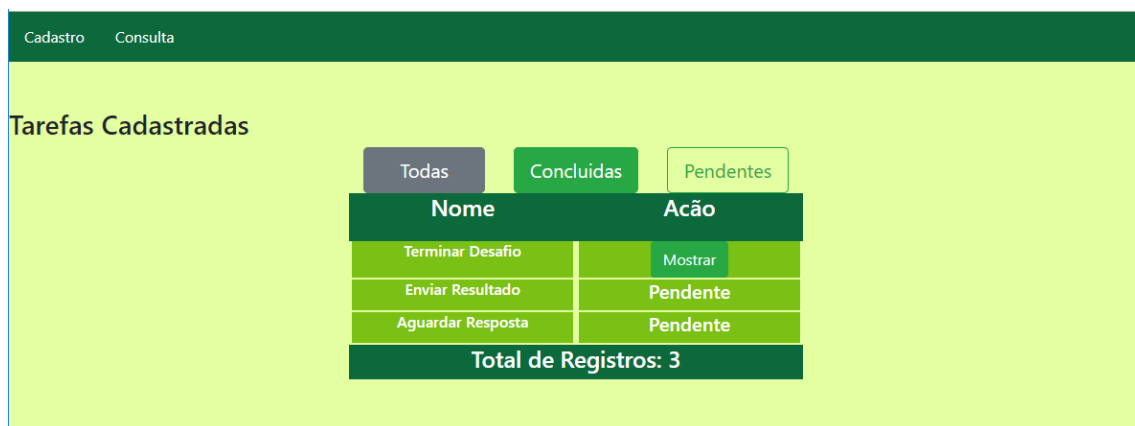 Cadastro Consulta
Tarefas Cadastradas
Todas Concluidas Pendentes
Nome Acão
Terminar Desafio Mostrar
Enviar Resultado Pendente
Aguardar Resposta Pendente
Total de Registros: 3